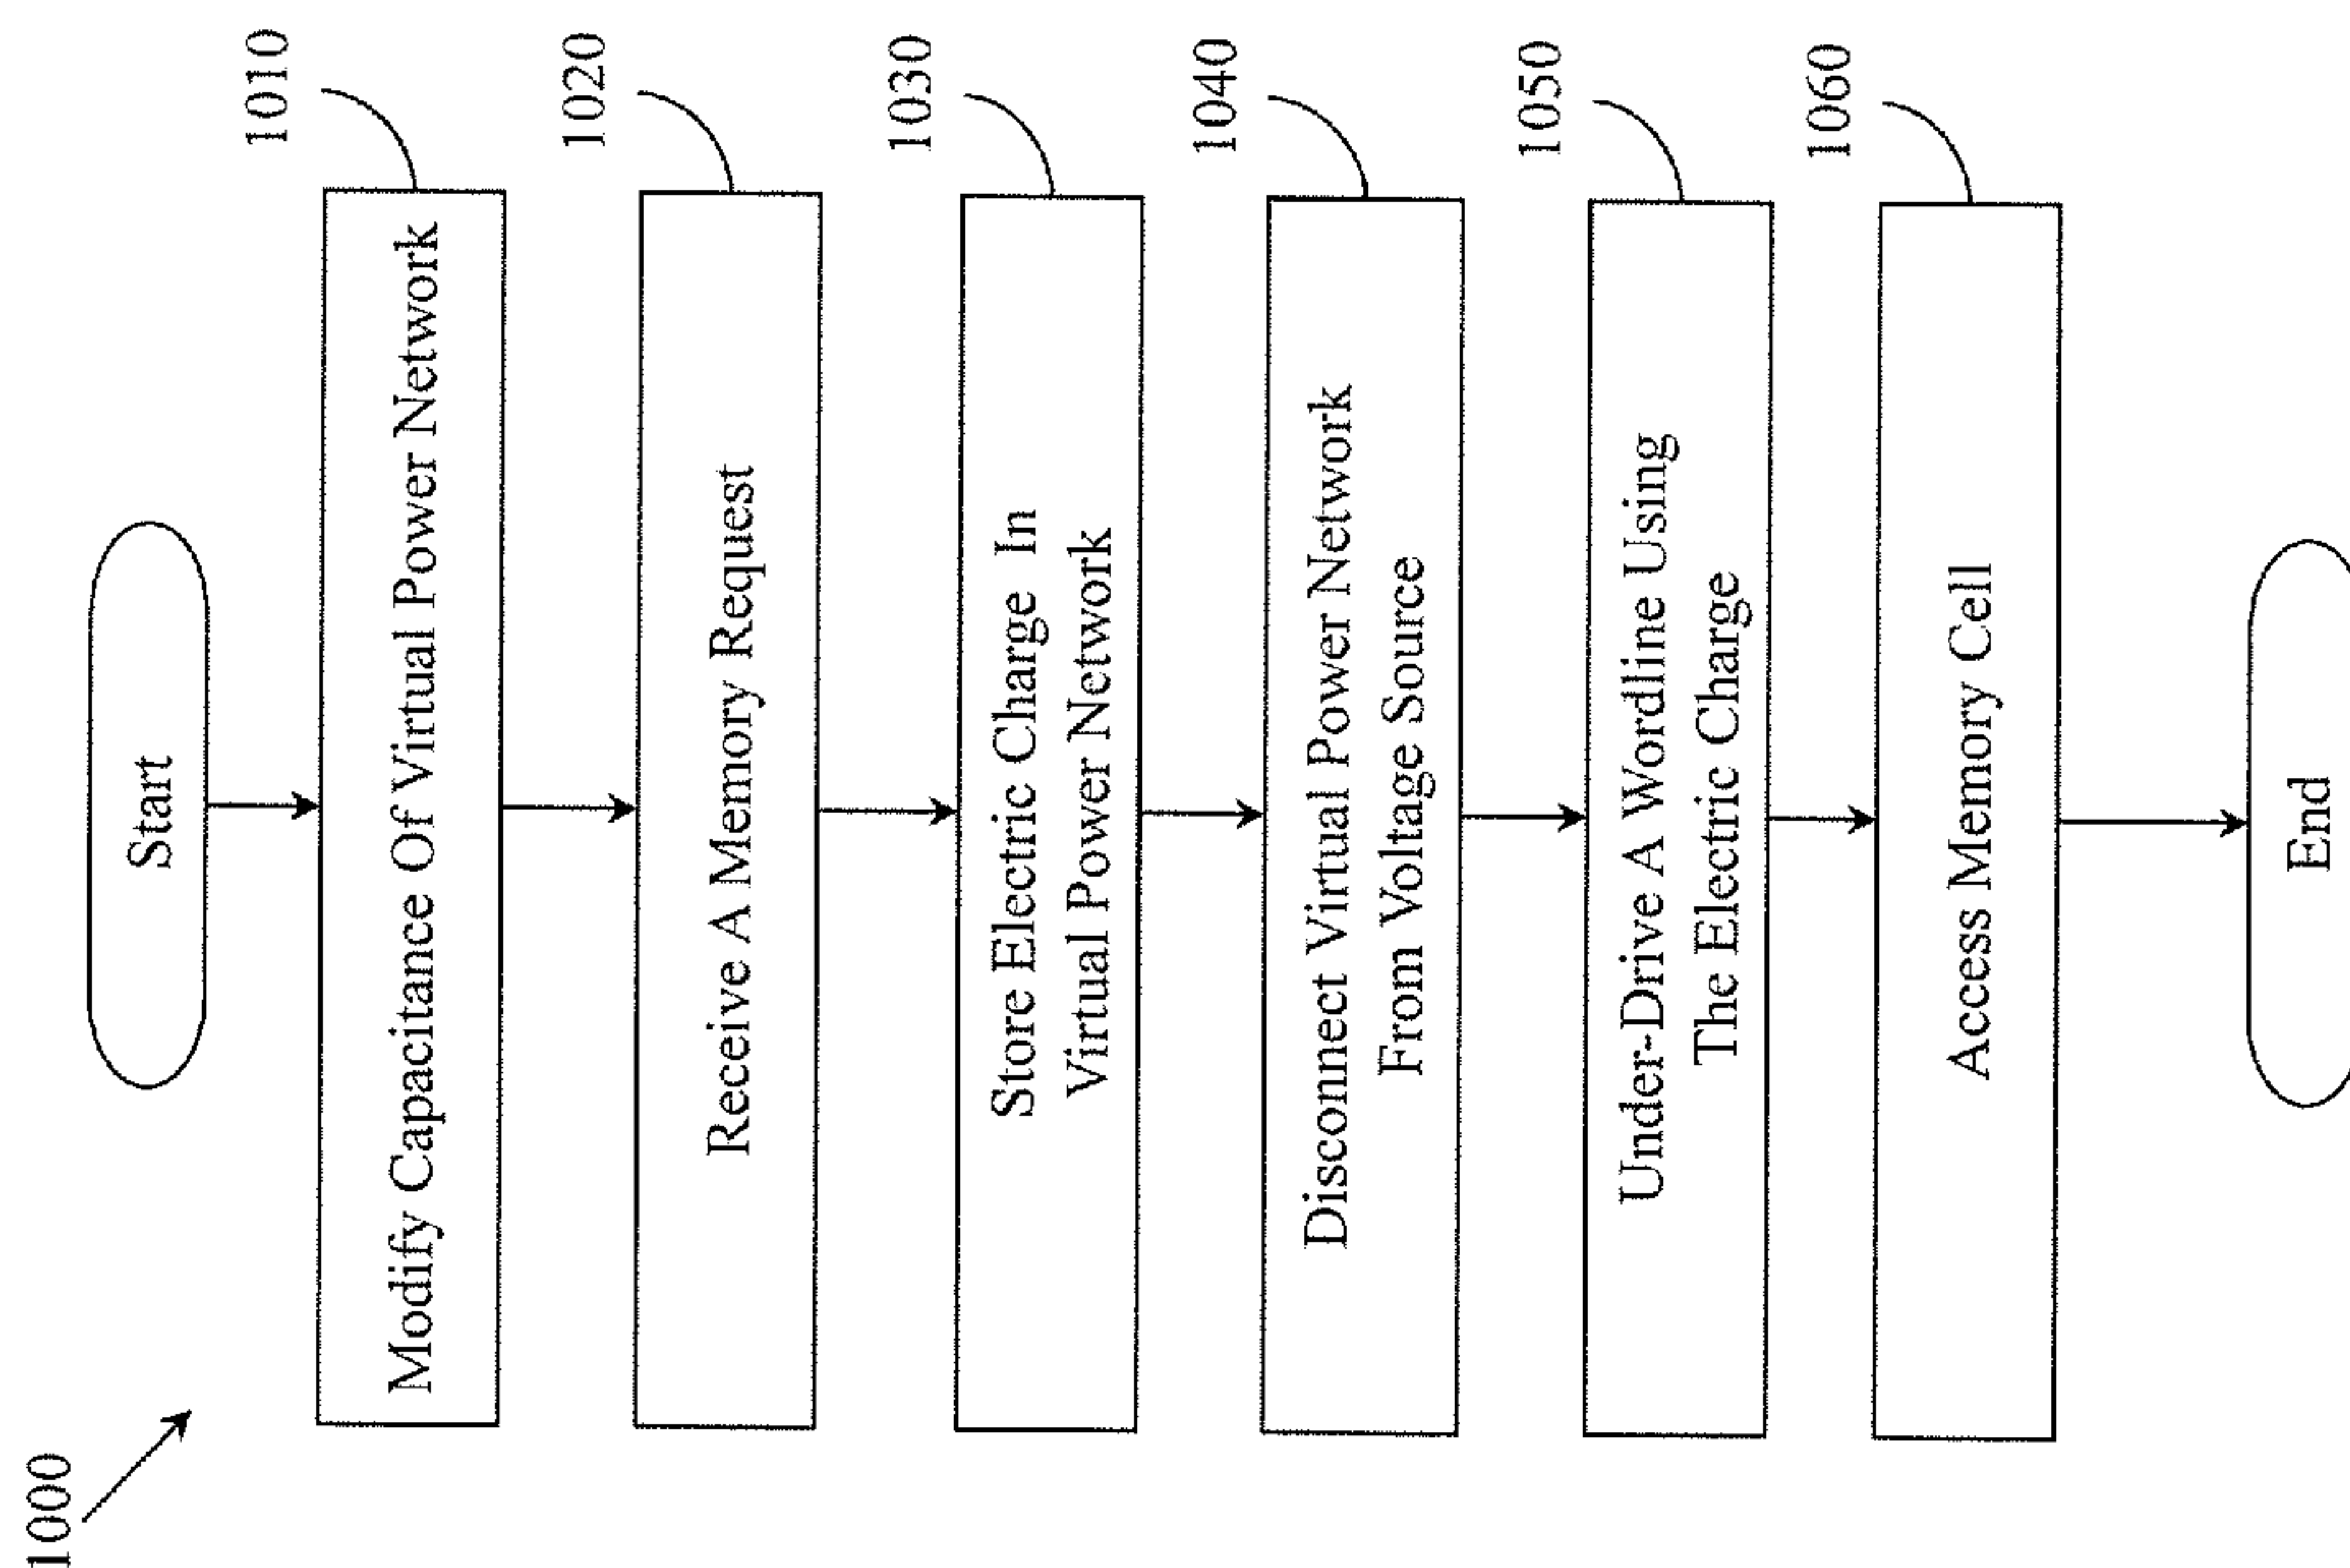 1000
Start
1010
Modify Capacitance Of Virtual Power Network
1020
Receive A Memory Request
1030
Store Electric Charge In
Virtual Power Network
1040
Disconnect Virtual Power Network
From Voltage Source
1050
Under-Drive A Wordline Using
The Electric Charge
1060
Access Memory Cell
End